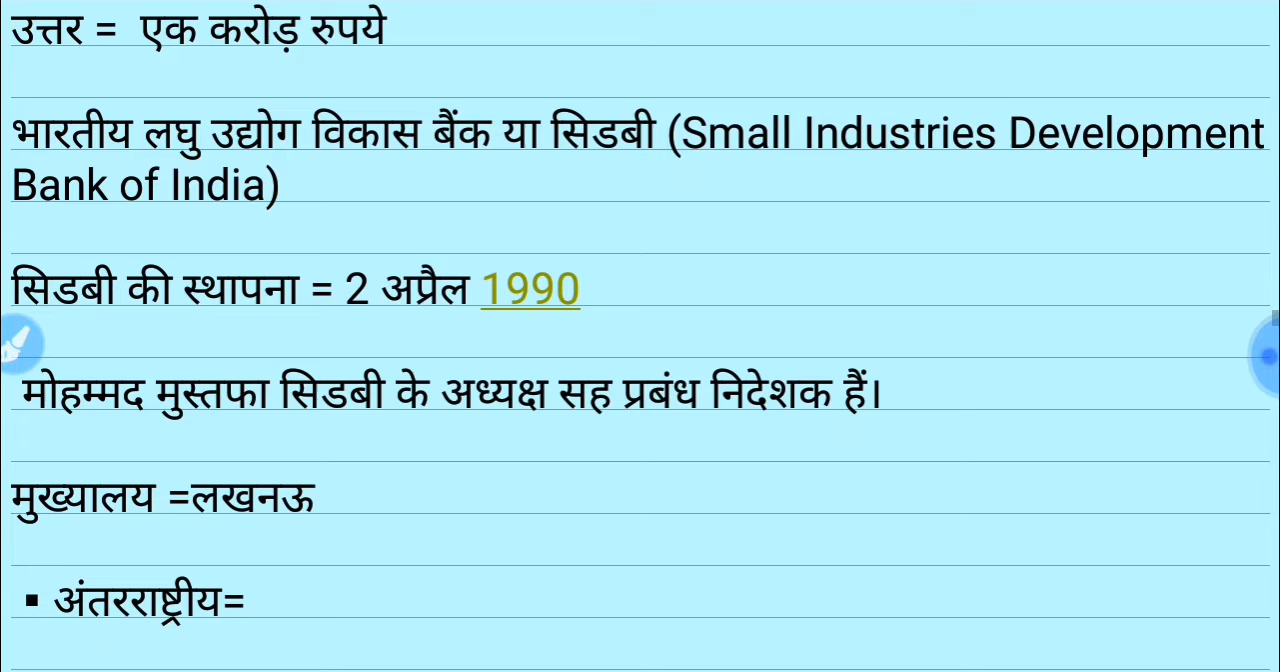 उत्तर = एक करोड़ रुपये
भारतीय लघु उद्योग विकास बैंक या सिडबी (Small Industries Development
Bank of India)
सिडबी की स्थापना = 2 अप्रैल 1990
मोहम्मद मुस्तफा सिडबी के अध्यक्ष सह प्रबंध निदेशक हैं।
मुख्यालय =लखनऊ
▪ अंतरराष्ट्रीय=